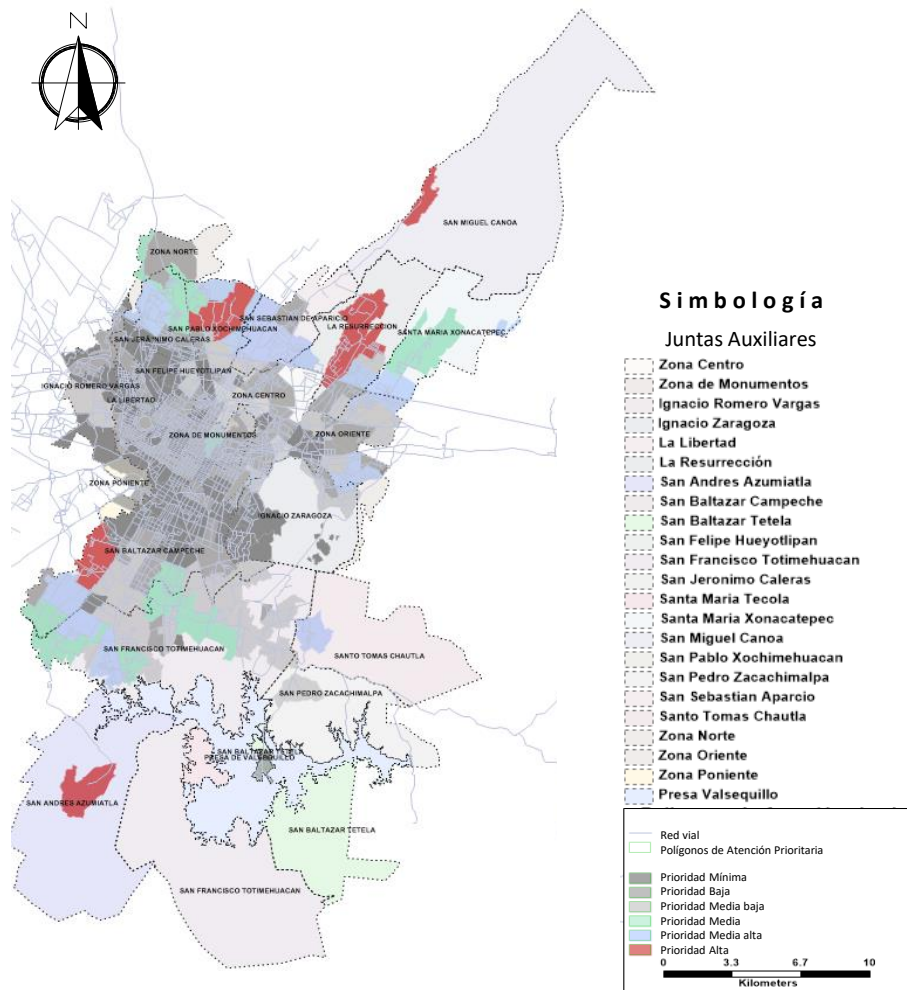 N
SAN MIGUEL CANOA
ZONA NORTE
SAN SEBASTIAN DE APARICIO
SAN PABLO XOCHIMEHUACAN
LA RESURRECCION
SANTA MARIA XONACATEPEC
SAN JERONIMO CALERAS
SAN FELIPE HUEYOTLIPAN
IGNACIO ROMERO VARGAS
LA LIBERTAD
ZONA CENTRO
ZONA DE MONUMENTOS
ZONA ORIENTE
ZONA PONIENTE
IGNACIO ZARAGOZA
SAN BALTAZAR CAMPECHE
SAN FRANCISCO TOTIMEHUACAN
SANTO TOMAS CHAUTLA
SAN PEDRO ZACACHIMALPA
SAN BALTAZAR TETELA
PRESA DE VALSEQUILLO
SAN ANDRES AZUMIATLA
SAN BALTAZAR TETELA
SAN FRANCISCO TOTIMEHUACAN
Simbología
Juntas Auxiliares
Zona Centro
Zona de Monumentos
Ignacio Romero Vargas
Ignacio Zaragoza
La Libertad
La Resurrección
San Andres Azumiatla
San Baltazar Campeche
San Baltazar Tetela
San Felipe Hueyotlipan
San Francisco Totimehuacan
San Jeronimo Caleras
Santa Maria Tecola
Santa Maria Xonacatepec
San Miguel Canoa
San Pablo Xochimehuacan
San Pedro Zacachimalpa
San Sebastian Aparcio
Santo Tomas Chautla
Zona Norte
Zona Oriente
Zona Poniente
Presa Valsequillo
Red vial
Polígonos de Atención Prioritaria
Prioridad Mínima
Prioridad Baja
Prioridad Media baja
Prioridad Media
Prioridad Media alta
Prioridad Alta
0 3.3 6.7 10
Kilometers